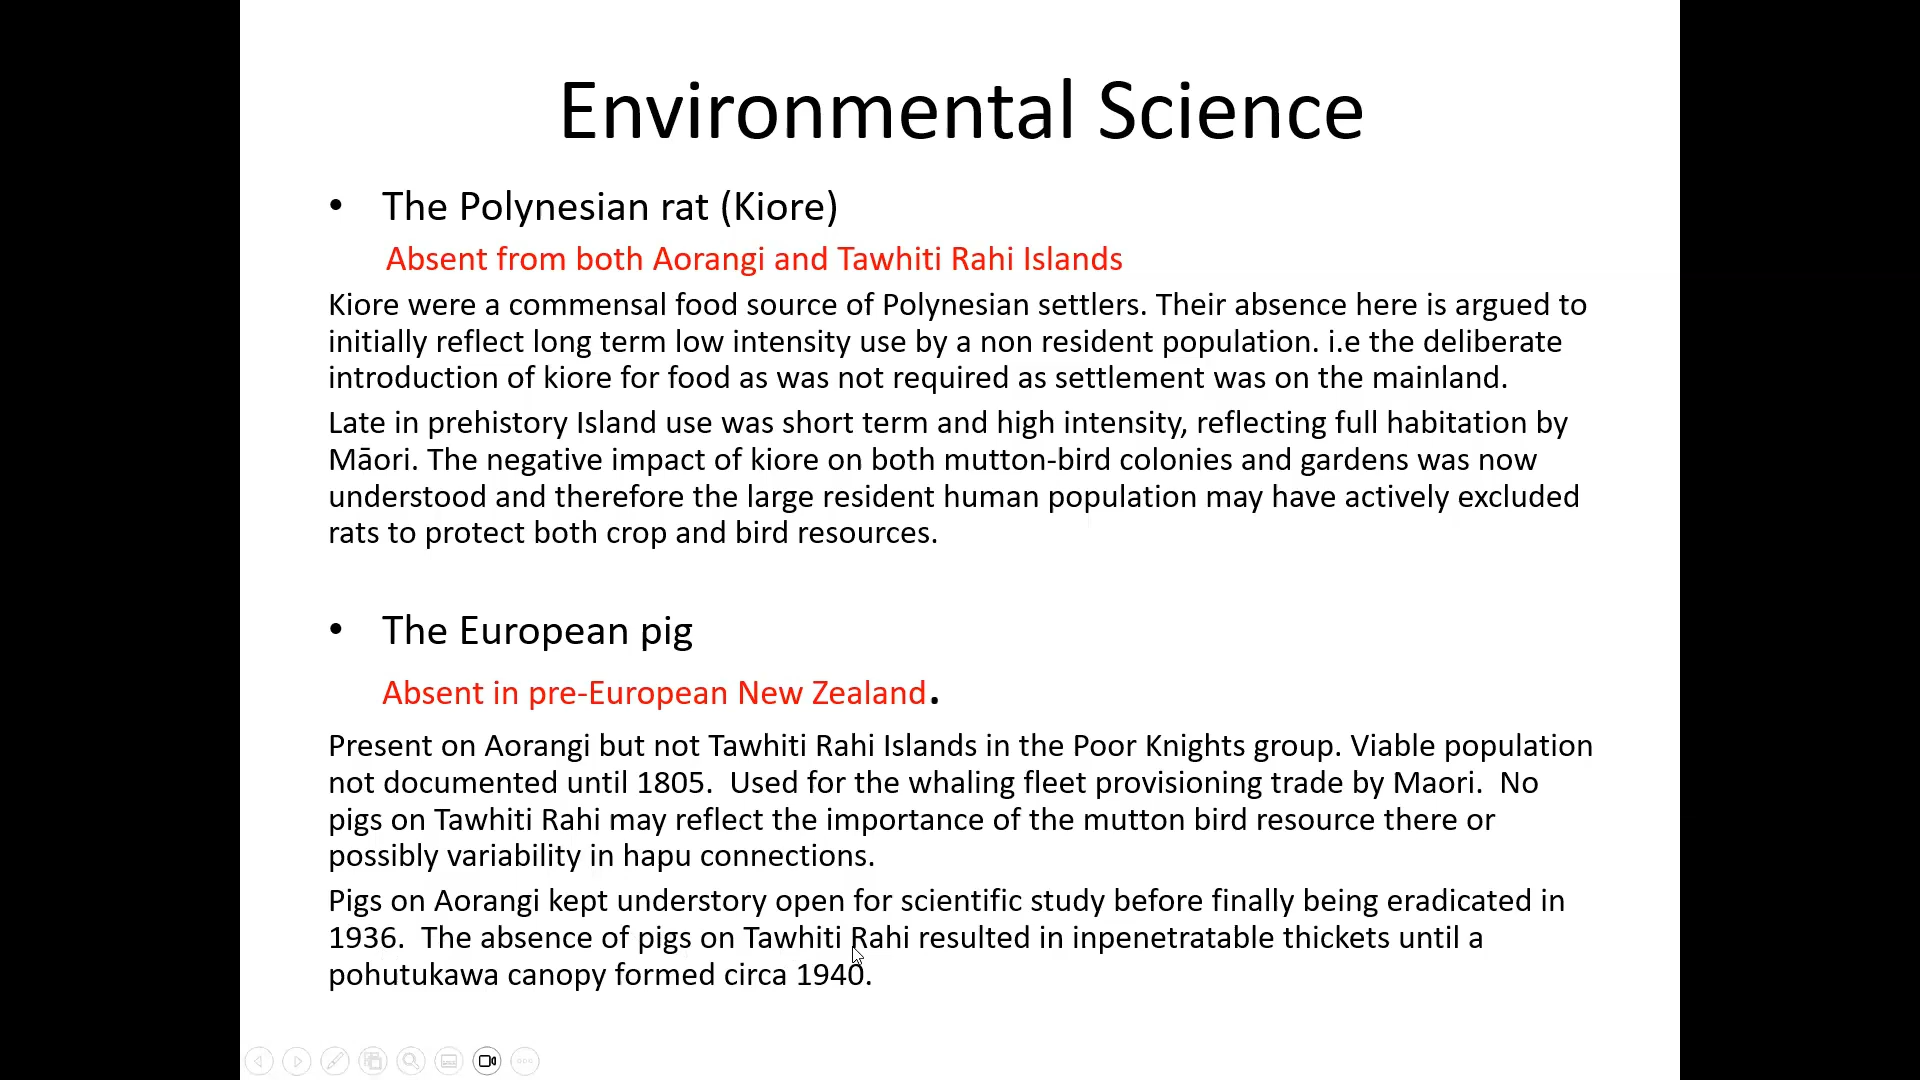 Environmental Science
• The Polynesian rat (Kiore)
Absent from both Aorangi and Tawhiti Rahi Islands
Kiore were a commensal food source of Polynesian settlers. Their absence here is argued to
initially reflect long term low intensity use by a non resident population. i.e the deliberate
introduction of kiore for food as was not required as settlement was on the mainland.
Late in prehistory Island use was short term and high intensity, reflecting full habitation by
Māori. The negative impact of kiore on both mutton-bird colonies and gardens was now
understood and therefore the large resident human population may have actively excluded
rats to protect both crop and bird resources.
• The European pig
Absent in pre-European New Zealand.
Present on Aorangi but not Tawhiti Rahi Islands in the Poor Knights group. Viable population
not documented until 1805.  Used for the whaling fleet provisioning trade by Maori.  No
pigs on Tawhiti Rahi may reflect the importance of the mutton bird resource there or
possibly variability in hapu connections.
Pigs on Aorangi kept understory open for scientific study before finally being eradicated in
1936.  The absence of pigs on Tawhiti Rahi resulted in inpenetratable thickets until a
pohutukawa canopy formed circa 1940.